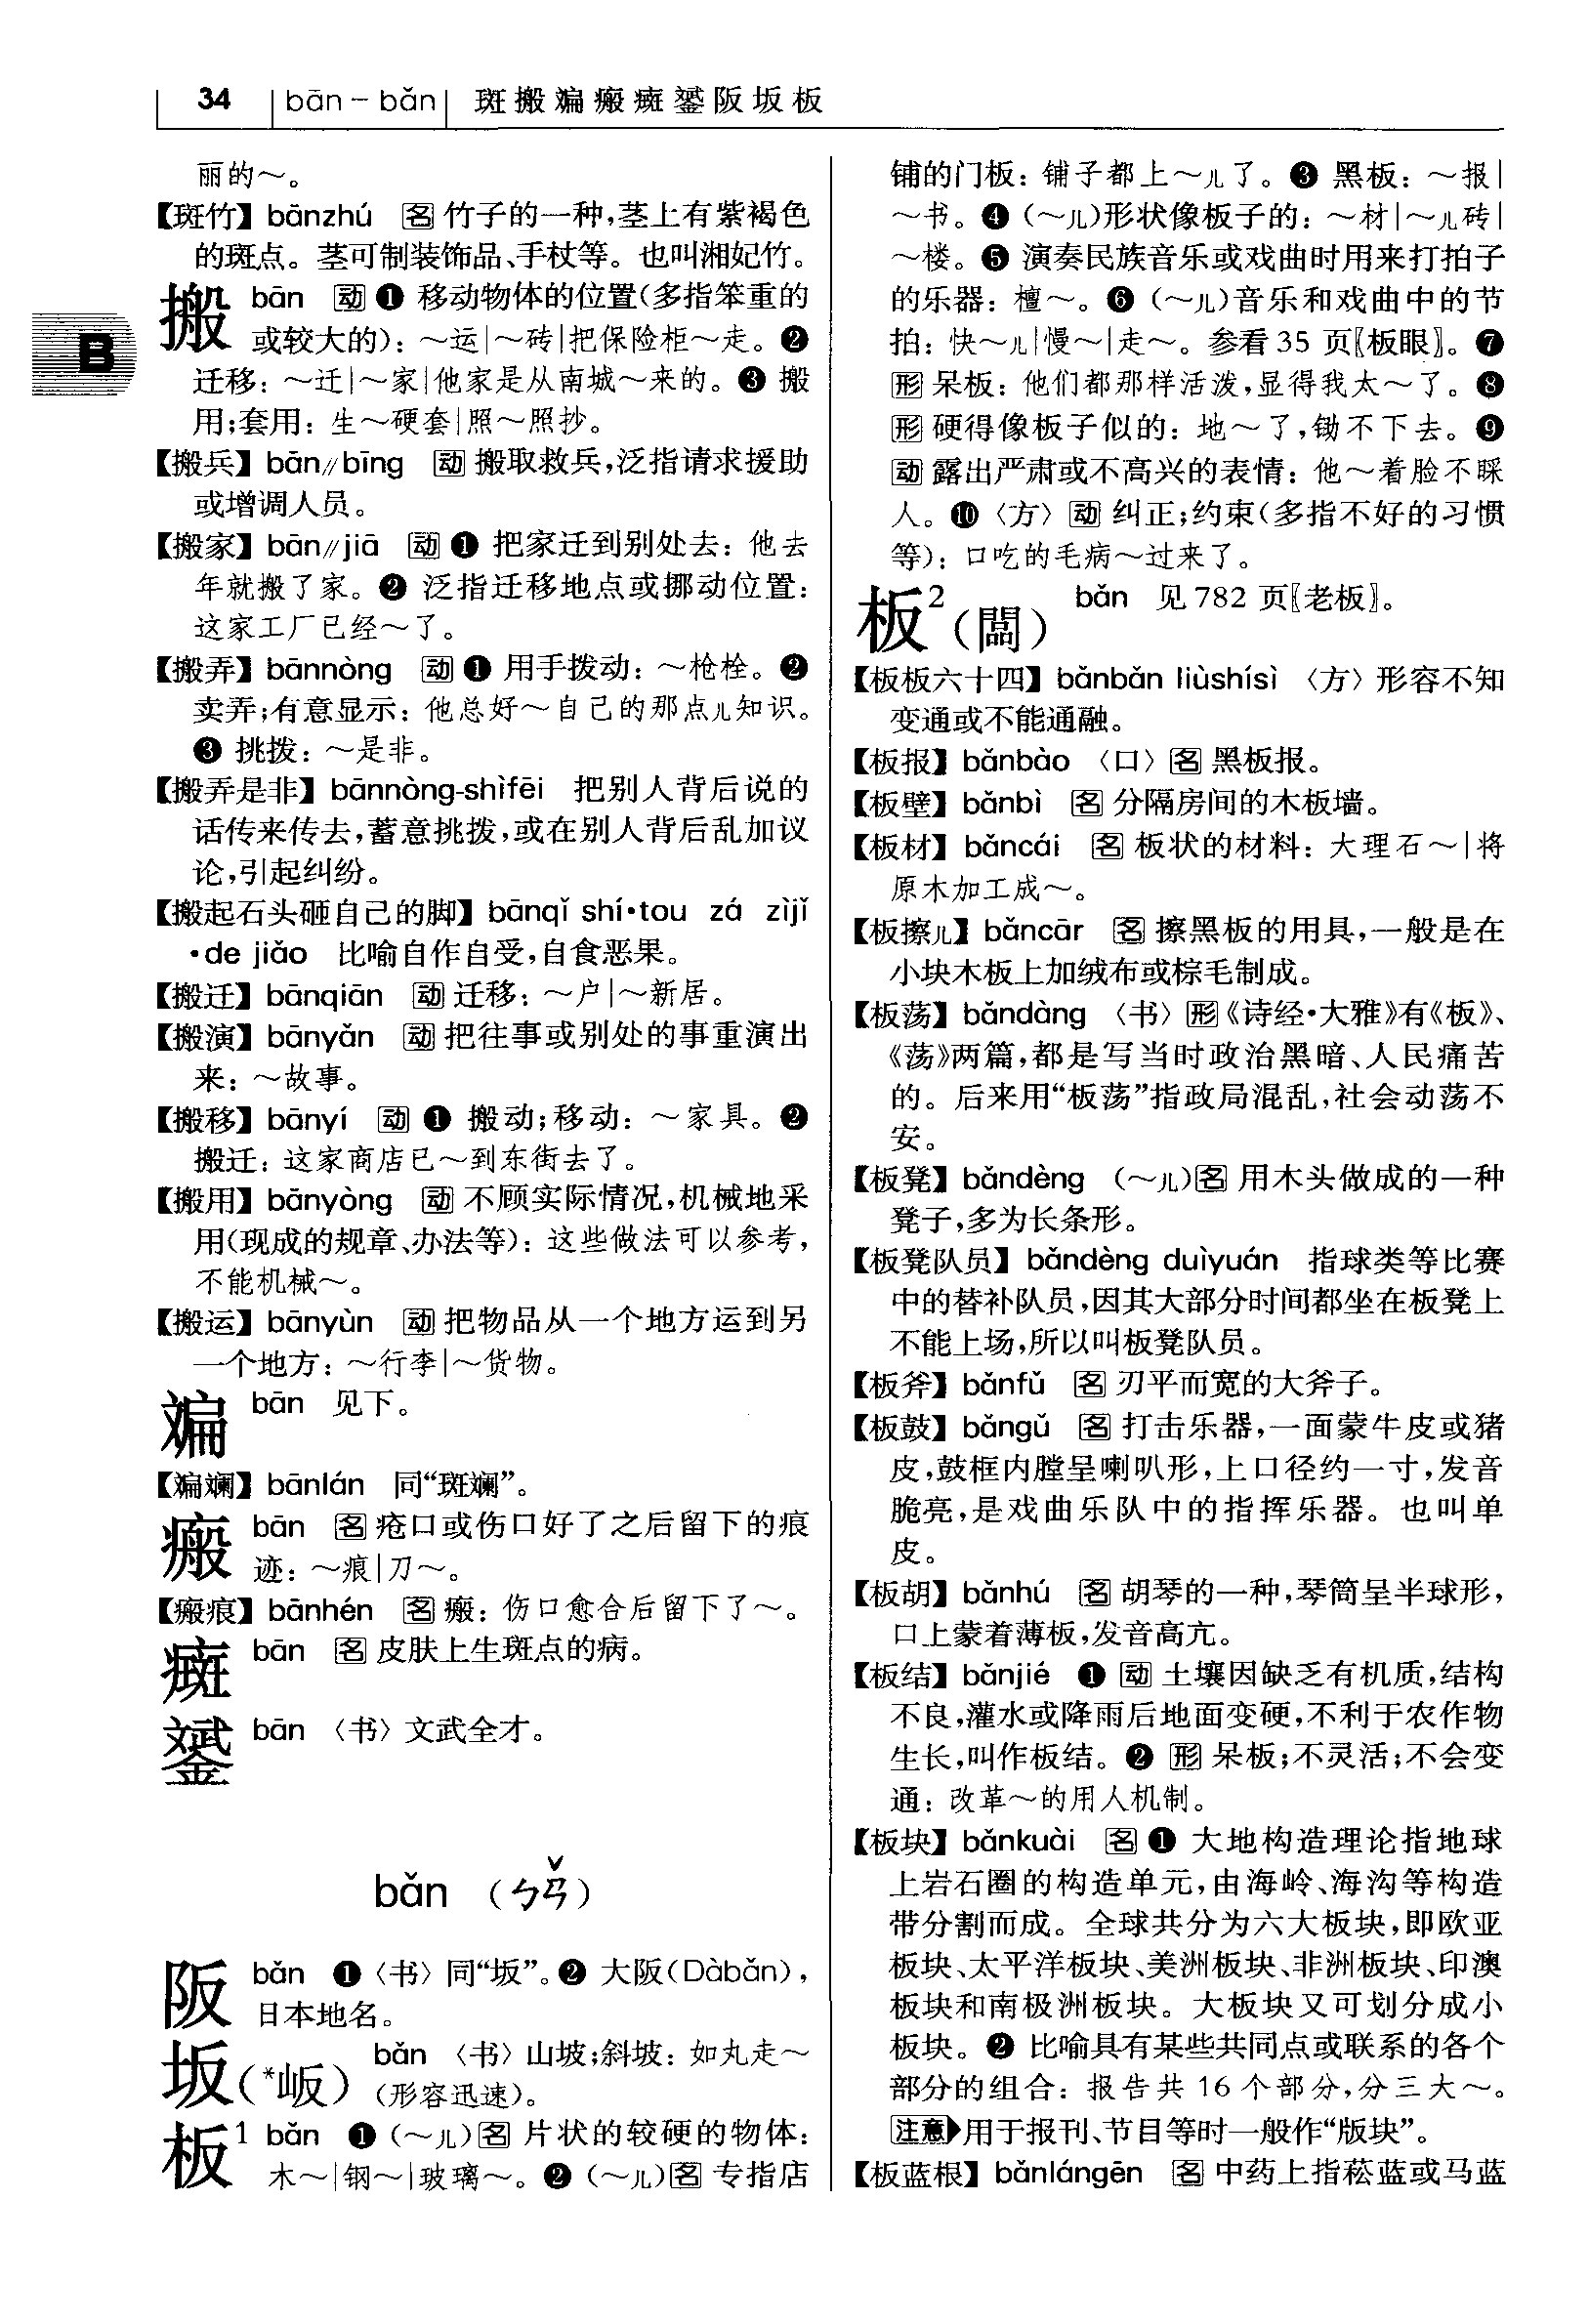 34 bān－bǎn 斑搬斒瘢癍鳻阪坂板
丽的～。
【斑竹】 bānzhú 名 竹子的一种，茎上有紫褐色
的斑点。茎可制装饰品、手杖等。也叫湘妃竹。
搬 bān 动 ❶ 移动物体的位置（多指笨重的
或较大的）：～运|～砖|把保险柜～走。❷
迁移：～迁|～家|他家是从南城～来的。❸ 搬
用；套用：生～硬套|照～照抄。
【搬兵】 bān∥bīng 动 搬取救兵，泛指请求援助
或增调人员。
【搬家】 bān∥jiā 动 ❶ 把家迁到别处去：他去
年就搬了家。❷ 泛指迁移地点或挪动位置：
这家工厂已经～了。
【搬弄】 bānnòng 动 ❶ 用手拨动：～枪栓。❷
卖弄；有意显示：他总好～自己的那点儿知识。
❸ 挑拨：～是非。
【搬弄是非】 bānnòng-shìfēi 把别人背后说的
话传来传去，蓄意挑拨，或在别人背后乱加议
论，引起纠纷。
【搬起石头砸自己的脚】 bānqǐ shí•tou zá zìjǐ
•de jiǎo 比喻自作自受，自食恶果。
【搬迁】 bānqiān 动 迁移：～户|～新居。
【搬演】 bānyǎn 动 把往事或别处的事重演出
来：～故事。
【搬移】 bānyí 动 ❶ 搬动；移动：～家具。❷
搬迁：这家商店已～到东街去了。
【搬用】 bānyòng 动 不顾实际情况，机械地采
用（现成的规章、办法等）：这些做法可以参考，
不能机械～。
【搬运】 bānyùn 动 把物品从一个地方运到另
一个地方：～行李|～货物。
斒 bān 见下。
【斒斓】 bānlán 同“斑斓”。
瘢 bān 名 疮口或伤口好了之后留下的痕
迹：～痕|刀～。
【瘢痕】 bānhén 名 瘢：伤口愈合后留下了～。
癍 bān 名 皮肤上生斑点的病。
bān 〈书〉文武全才。
bǎn （ㄅㄢˇ）
阪 bǎn ❶〈书〉同“坂”。❷ 大阪（Dàbǎn），
日本地名。
坂（*岅） bǎn 〈书〉山坡；斜坡：如丸走～
（形容迅速）。
板1 bǎn ❶（～儿）名 片状的较硬的物体：
木～|钢～|玻璃～。❷（～儿）名 专指店
铺的门板：铺子都上～儿了。❸ 黑板：～报|
～书。❹（～儿）形状像板子的：～材|～儿砖|
～楼。❺ 演奏民族音乐或戏曲时用来打拍子
的乐器：檀～。❻（～儿）音乐和戏曲中的节
拍：快～儿|慢～|走～。参看 35 页〖板眼〗。❼
形 呆板：他们都那样活泼，显得我太～了。❽
形 硬得像板子似的：地～了，锄不下去。❾
动 露出严肃或不高兴的表情：他～着脸不睬
人。❿〈方〉动 纠正；约束（多指不好的习惯
等）：口吃的毛病～过来了。
板2（闆） bǎn 见 782 页〖老板〗。
【板板六十四】 bǎnbǎn liùshísì 〈方〉形容不知
变通或不能通融。
【板报】 bǎnbào 〈口〉名 黑板报。
【板壁】 bǎnbì 名 分隔房间的木板墙。
【板材】 bǎncái 名 板状的材料：大理石～|将
原木加工成～。
【板擦儿】 bǎncār 名 擦黑板的用具，一般是在
小块木板上加绒布或棕毛制成。
【板荡】 bǎndàng 〈书〉形《诗经•大雅》有《板》、
《荡》两篇，都是写当时政治黑暗、人民痛苦
的。后来用“板荡”指政局混乱，社会动荡不
安。
【板凳】 bǎndèng （～儿）名 用木头做成的一种
凳子，多为长条形。
【板凳队员】 bǎndèng duìyuán 指球类等比赛
中的替补队员，因其大部分时间都坐在板凳上
不能上场，所以叫板凳队员。
【板斧】 bǎnfǔ 名 刃平而宽的大斧子。
【板鼓】 bǎngǔ 名 打击乐器，一面蒙牛皮或猪
皮，鼓框内膛呈喇叭形，上口径约一寸，发音
脆亮，是戏曲乐队中的指挥乐器。也叫单
皮。
【板胡】 bǎnhú 名 胡琴的一种，琴筒呈半球形，
口上蒙着薄板，发音高亢。
【板结】 bǎnjié ❶ 动 土壤因缺乏有机质，结构
不良，灌水或降雨后地面变硬，不利于农作物
生长，叫作板结。❷ 形 呆板；不灵活；不会变
通：改革～的用人机制。
【板块】 bǎnkuài 名 ❶ 大地构造理论指地球
上岩石圈的构造单元，由海岭、海沟等构造
带分割而成。全球共分为六大板块，即欧亚
板块、太平洋板块、美洲板块、非洲板块、印澳
板块和南极洲板块。大板块又可划分成小
板块。❷ 比喻具有某些共同点或联系的各个
部分的组合：报告共 16 个部分，分三大～。
注意 用于报刊、节目等时一般作“版块”。
【板蓝根】 bǎnlángēn 名 中药上指菘蓝或马蓝
B